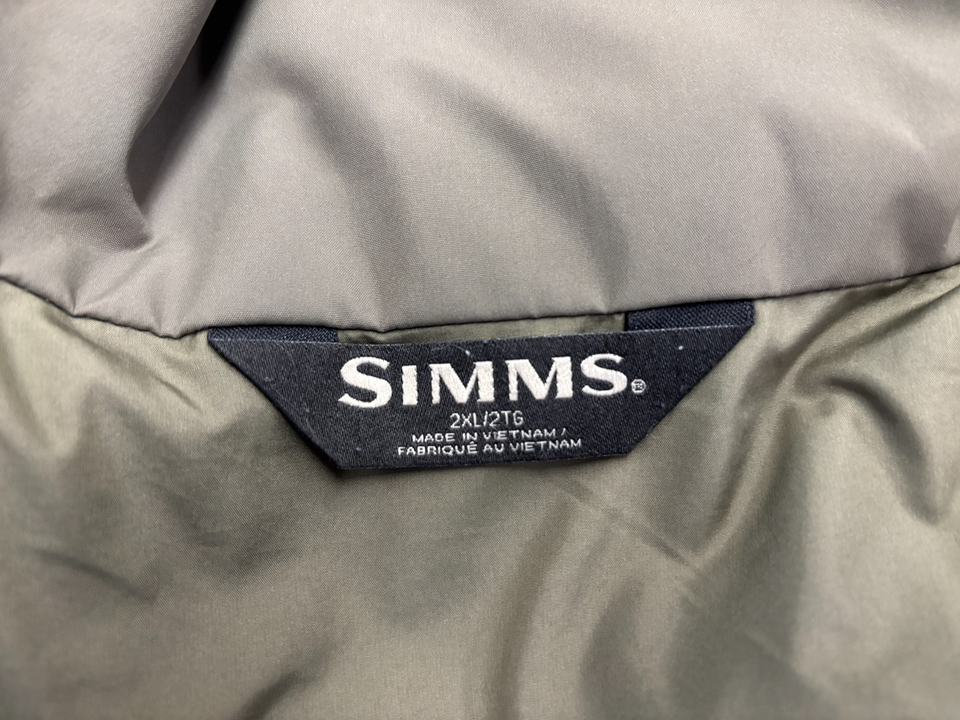 SIMMS®
2XL/2TG
MADE IN VIETNAM /
FABRIQUÉ AU VIETNAM